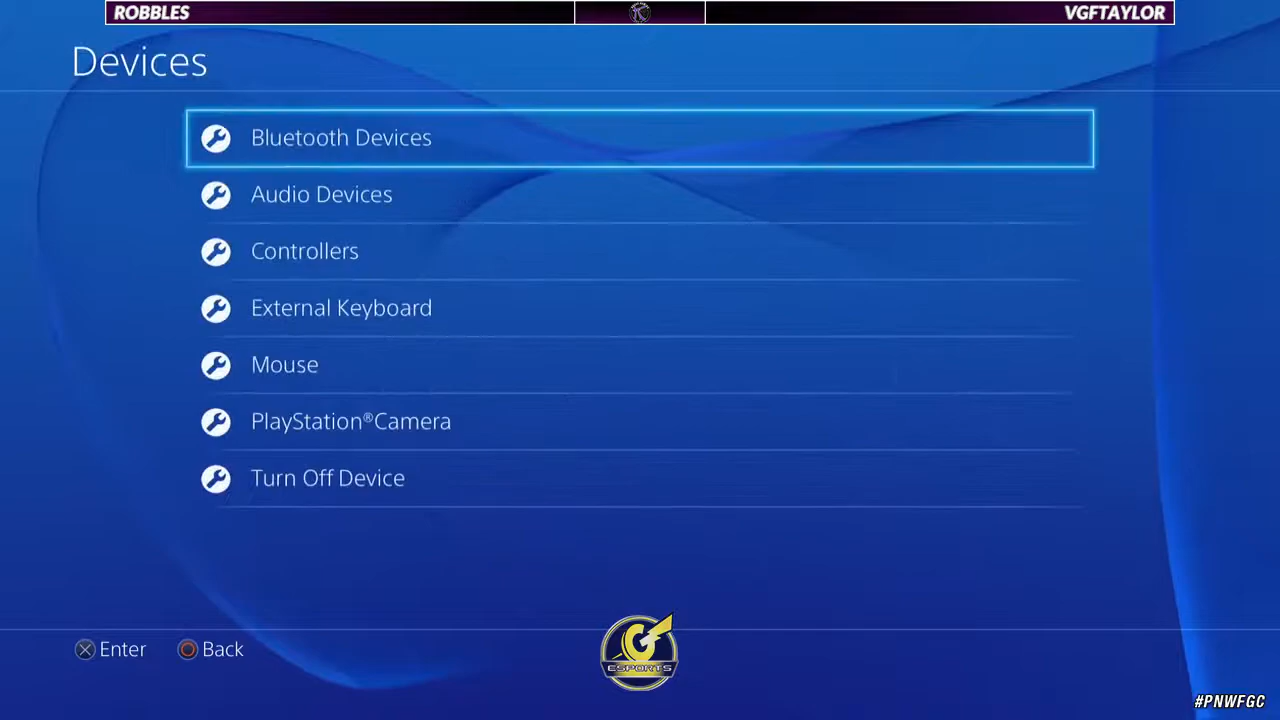 ROBBLES
VGFTAYLOR
Devices
Bluetooth Devices
Audio Devices
Controllers
External Keyboard
Mouse
PlayStation®Camera
Turn Off Device
Enter
Back
GF
ESPORTS
#PNWFGC